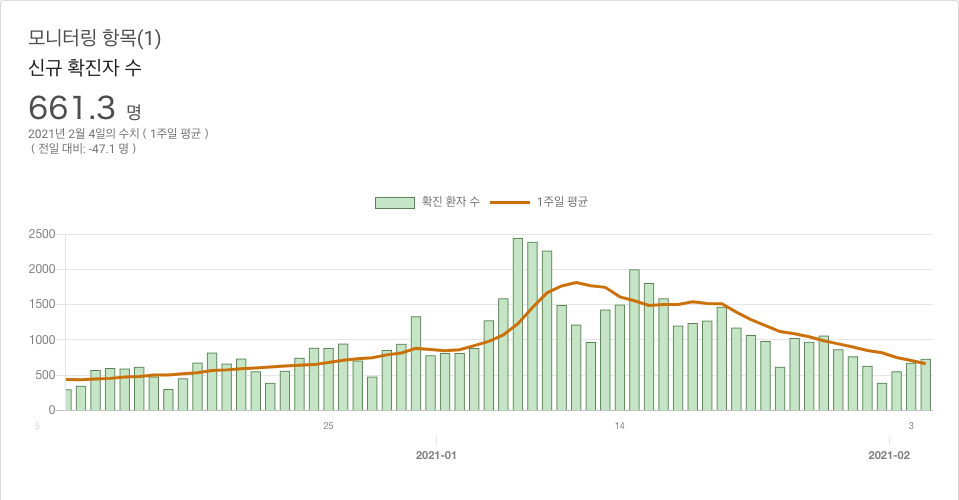 모니터링 항목(1)
신규 확진자 수
661.3 명
2021년 2월 4일의 수치 ( 1주일 평균 )
( 전일 대비: -47.1 명 )
확진 환자 수 1주일 평균
2500
2000
1500
1000
500
0
5 25 14 3
2021-01 2021-02